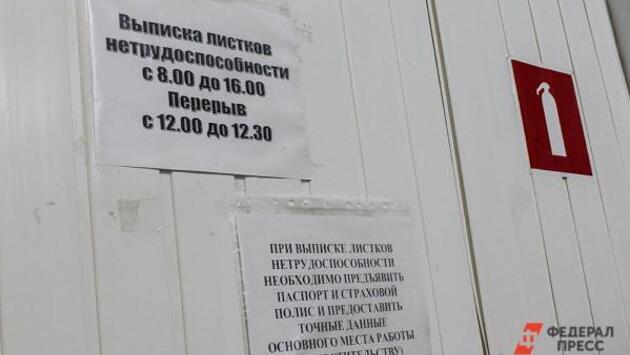 Выписка листков
нетрудоспособности
с 8.00 до 16.00
Перерыв
с 12.00 до 12.30
ПРИ ВЫПИСКЕ ЛИСТКОВ
НЕТРУДОСПОСОБНОСТИ
НЕОБХОДИМО ПРЕДЪЯВИТЬ
ПАСПОРТ И СТРАХОВОЙ
ПОЛИС И ПРЕДОСТАВИТЬ
ТОЧНЫЕ ДАННЫЕ
ОСНОВНОГО МЕСТА РАБОТЫ
ФЕДЕРАЛ
ПРЕСС